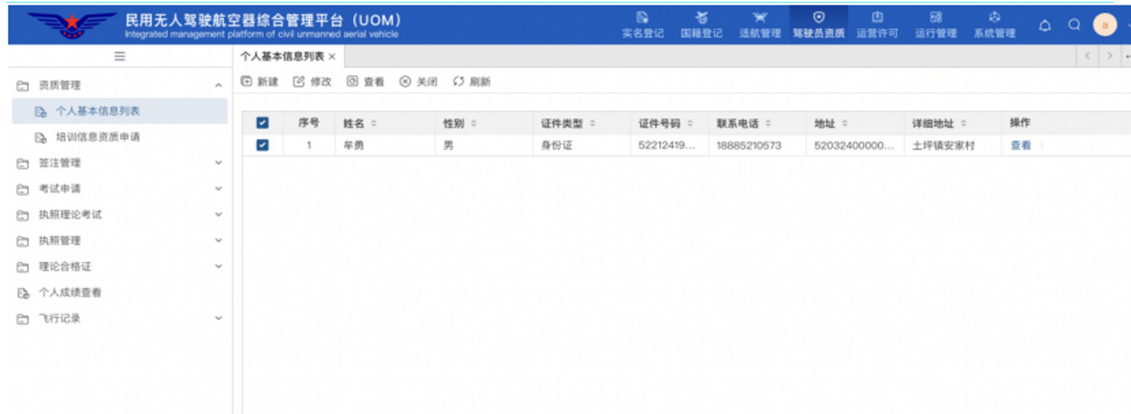 民用无人驾驶航空器综合管理平台（UOM）
Integrated management platform of civil unmanned aerial vehicle
实名登记 国籍登记 适航管理 驾驶员资质 运营许可 运行管理 系统管理 a
个人基本信息列表 ×
新建 修改 查看 关闭 刷新
资质管理
个人基本信息列表
培训信息资质申请
签注管理
考试申请
执照理论考试
执照管理
理论合格证
个人成绩查看
飞行记录
序号 姓名 性别 证件类型 证件号码 联系电话 地址 详细地址 操作
1 牟勇 男 身份证 52212419... 18885210573 52032400000... 土坪镇安家村 查看